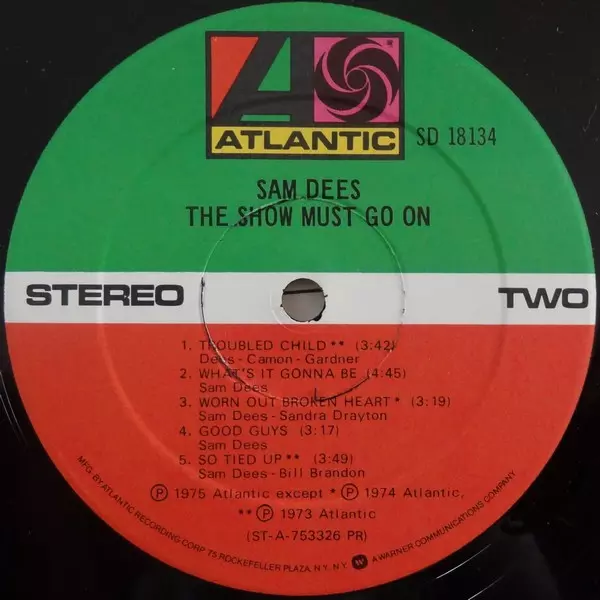 ATLANTIC
SD 18134
SAM DEES
THE SHOW MUST GO ON
STEREO
TWO
1. TROUBLED CHILD ** (3:42)
Dees - Camon - Gardner
2. WHAT'S IT GONNA BE (4:45)
Sam Dees
3. WORN OUT BROKEN HEART * (3:19)
Sam Dees - Sandra Drayton
4. GOOD GUYS (3:17)
Sam Dees
5. SO TIED UP ** (3:49)
Sam Dees - Bill Brandon
℗ 1975 Atlantic except * ℗ 1974 Atlantic,
** ℗ 1973 Atlantic
(ST-A-753326 PR)
MFG. BY ATLANTIC RECORDING CORP. 75 ROCKEFELLER PLAZA, N.Y. N.Y. A WARNER COMMUNICATIONS COMPANY